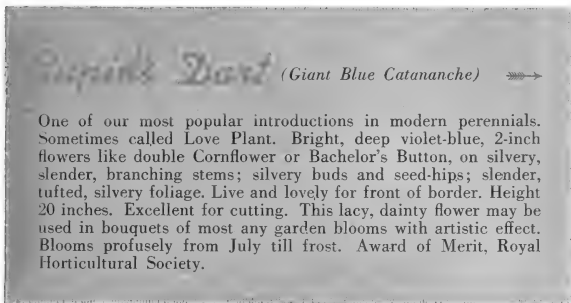 Cupid's Dart (Giant Blue Catananche)
One of our most popular introductions in modern perennials.
Sometimes called Love Plant. Bright, deep violet-blue, 2-inch
flowers like double Cornflower or Bachelor's Button, on silvery,
slender, branching stems; silvery buds and seed-hips; slender,
tufted, silvery foliage. Live and lovely for front of border. Height
20 inches. Excellent for cutting. This lacy, dainty flower may be
used in bouquets of most any garden blooms with artistic effect.
Blooms profusely from July till frost. Award of Merit, Royal
Horticultural Society.